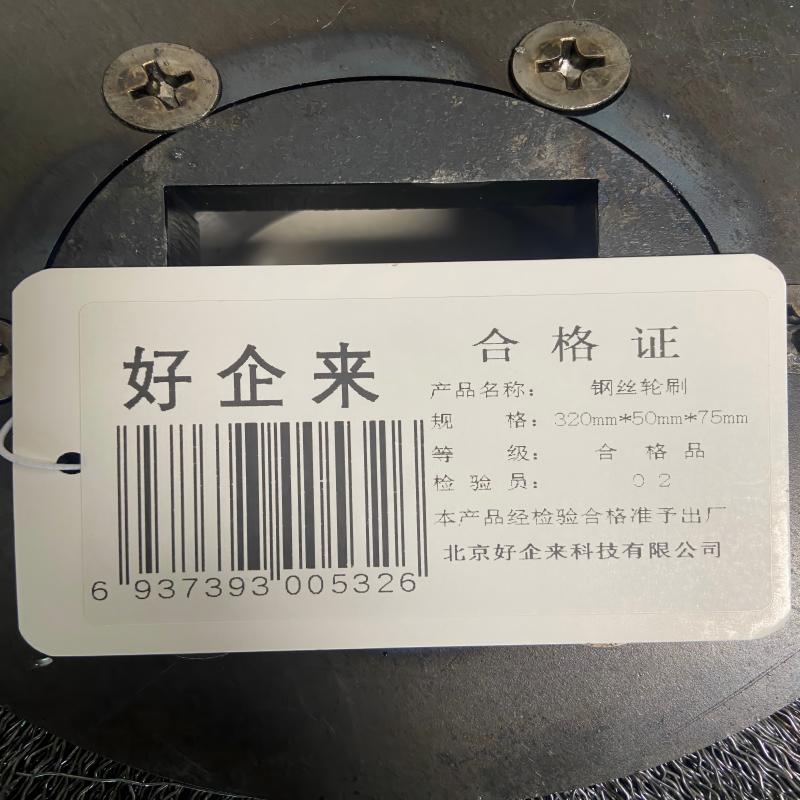 好企来
6 937393 005326
合格证
产品名称： 钢丝轮刷
规 格：320mm*50mm*75mm
等 级： 合 格 品
检 验 员： 02
本产品经检验合格准予出厂
北京好企来科技有限公司